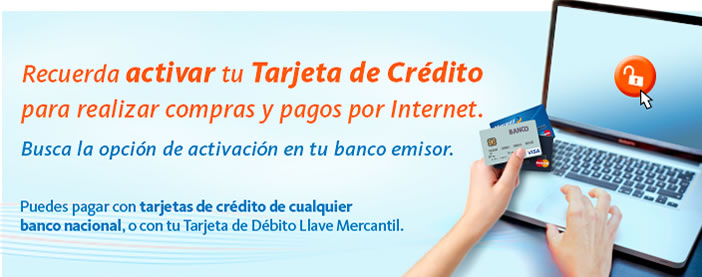 Recuerda activar tu Tarjeta de Crédito
para realizar compras y pagos por Internet.
Busca la opción de activación en tu banco emisor.
Puedes pagar con tarjetas de crédito de cualquier
banco nacional, o con tu Tarjeta de Débito Llave Mercantil.
BANCO
VISA